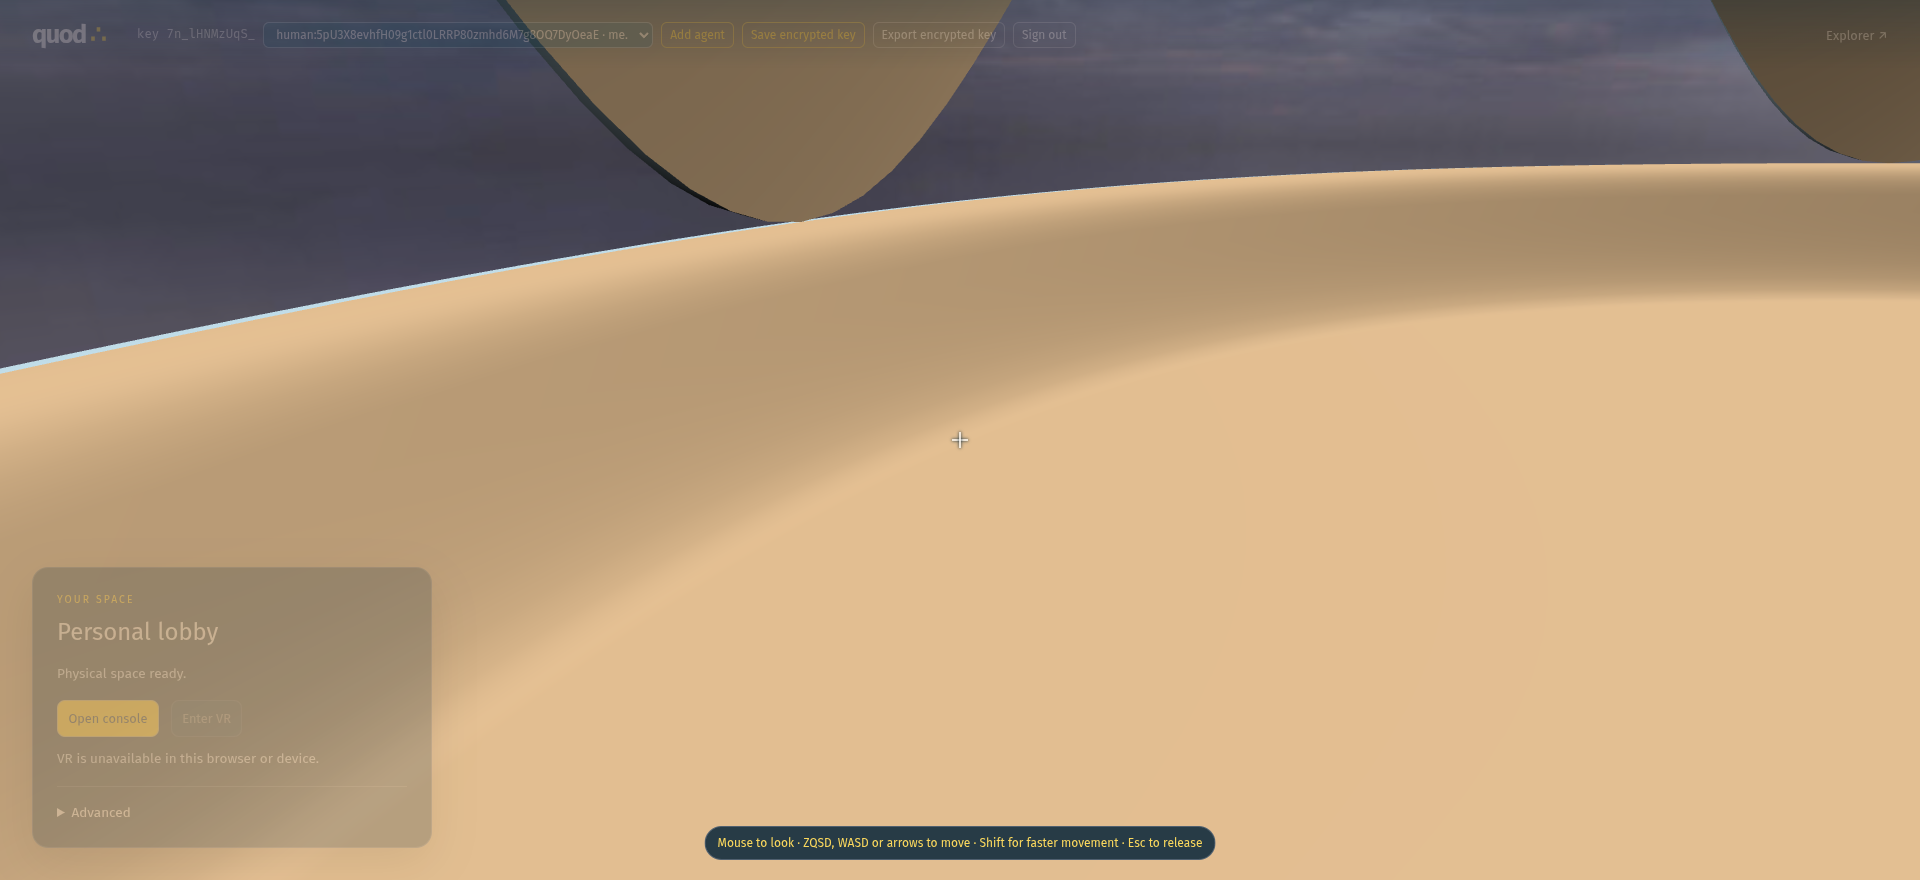 quod
key 7n_lHNMzUqS_
human:5pU3X8evhfH09g1ctl0LRRP80zmhd6M7g8OQ7DyOeaE · me.
Add agent
Save encrypted key
Export encrypted key
Sign out
Explorer ↗
YOUR SPACE
Personal lobby
Physical space ready.
Open console
Enter VR
VR is unavailable in this browser or device.
Advanced
Mouse to look · ZQSD, WASD or arrows to move · Shift for faster movement · Esc to release